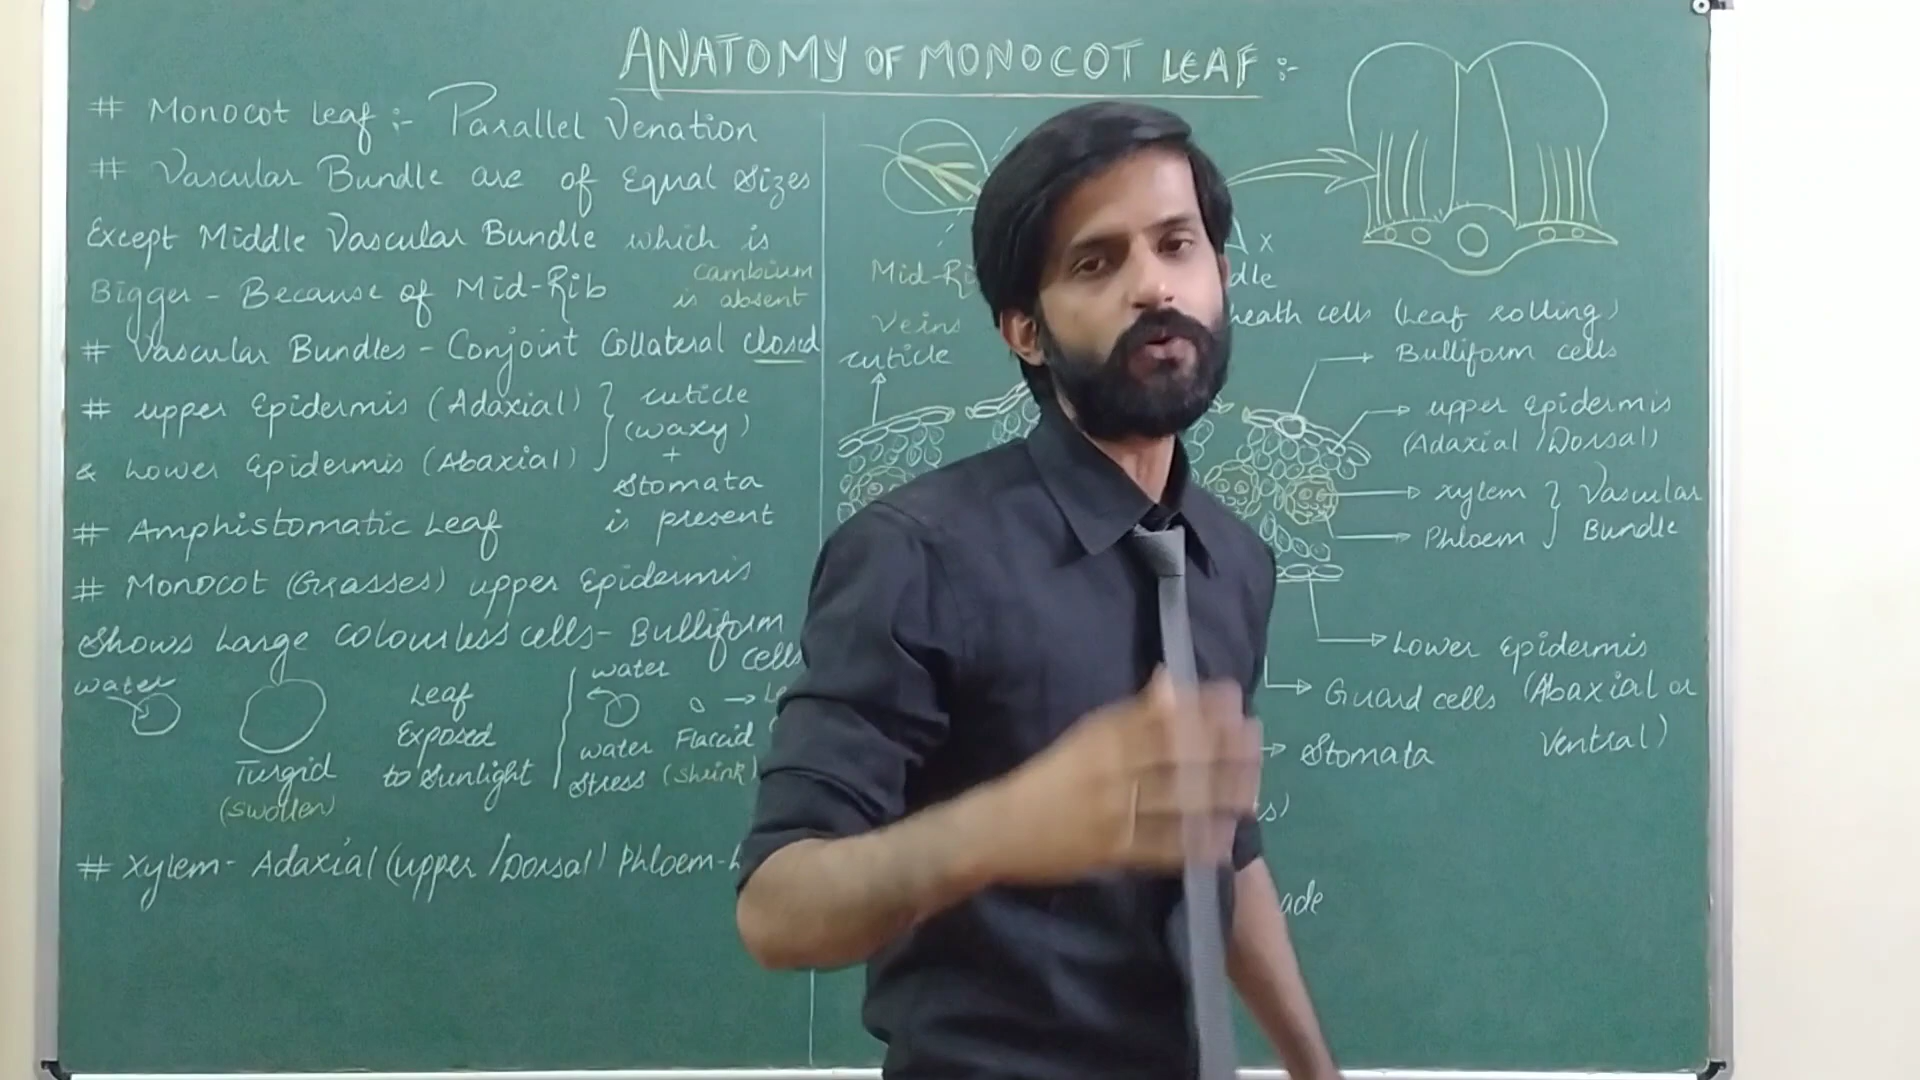 ANATOMY OF MONOCOT LEAF :-
# Monocot Leaf :- Parallel Venation
# Vascular Bundle are of Equal Sizes
Except Middle Vascular Bundle which is
Bigger - Because of Mid-Rib
cambium
is absent
# Vascular Bundles - Conjoint Collateral closed
# upper Epidermis (Adaxial)
& Lower Epidermis (Abaxial)
cuticle
(waxy)
+
Stomata
is present
# Amphistomatic Leaf
# Monocot (Grasses) upper Epidermis
Shows Large Colourless cells - Bulliform
cells
water
Turgid
(swollen)
Leaf
Exposed
to Sunlight
water
water
Stress
Flaccid
(Shrink)
# Xylem - Adaxial (upper /Dorsal) Phloem-
Veins
cuticle
x
(Leaf rolling)
Bulliform cells
upper Epidermis
(Adaxial /Dorsal)
xylem
Phloem
Vascular
Bundle
Lower Epidermis
(Abaxial or
Ventral)
Guard cells
Stomata